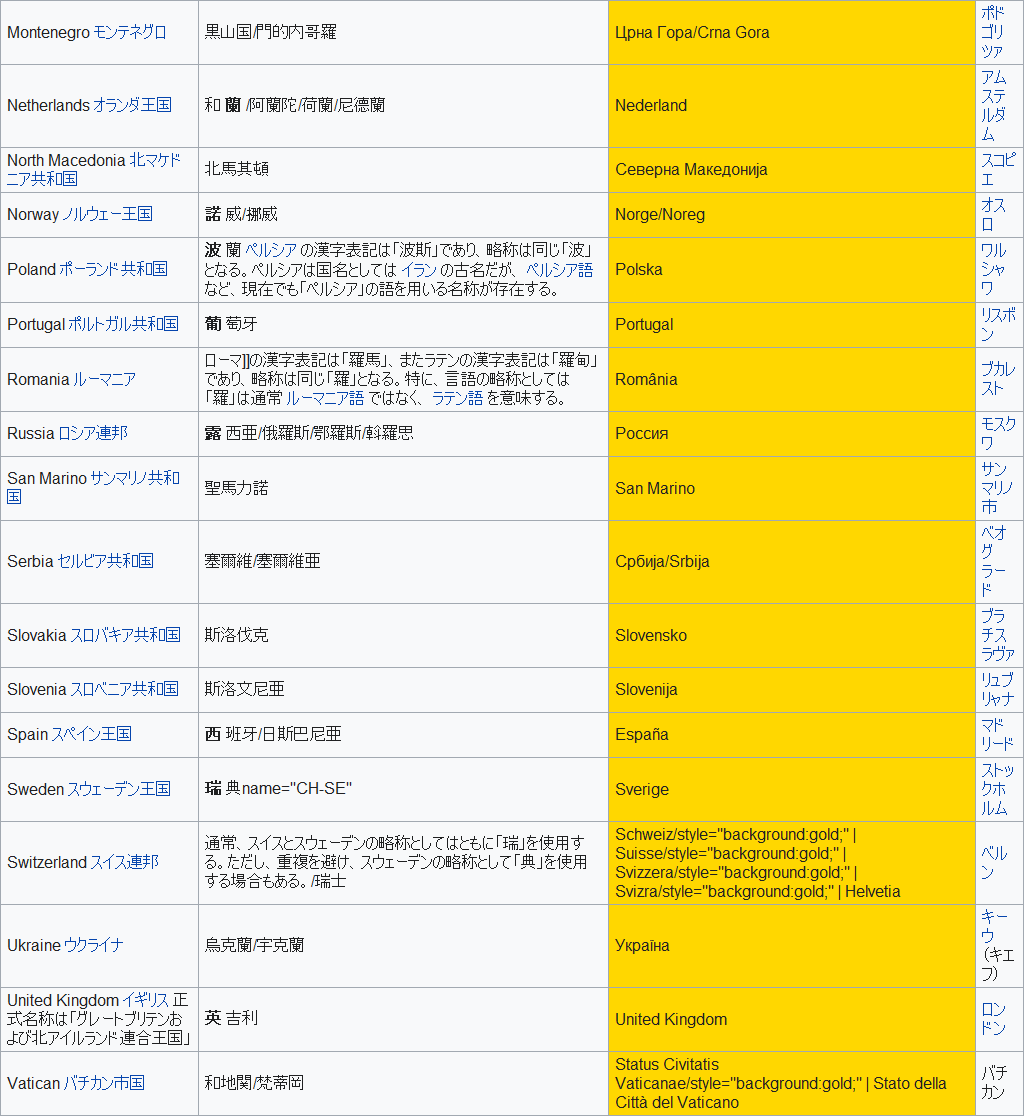 Montenegro モンテネグロ
黒山国/門的内哥羅
Црна Гора/Crna Gora
ポド
ゴリ
ツァ
Netherlands オランダ王国
和 蘭 /阿蘭陀/荷蘭/尼德蘭
Nederland
アム
ステ
ルダ
ム
North Macedonia 北マケド
ニア共和国
北馬其頓
Северна Македонија
スコピ
エ
Norway ノルウェー王国
諾 威/挪威
Norge/Noreg
オス
ロ
Poland ポーランド共和国
波 蘭 ペルシア の漢字表記は「波斯」であり、略称は同じ「波」
となる。ペルシアは国名としては イラン の古名だが、 ペルシア語
など、現在でも「ペルシア」の語を用いる名称が存在する。
Polska
ワル
シャ
ワ
Portugal ポルトガル共和国
葡 萄牙
Portugal
リスボ
ン
Romania ルーマニア
ローマ]]の漢字表記は「羅馬」、またラテンの漢字表記は「羅甸」
であり、略称は同じ「羅」となる。特に、言語の略称としては
「羅」は通常 ルーマニア語 ではなく、 ラテン語 を意味する。
România
ブカレ
スト
Russia ロシア連邦
露 西亜/俄羅斯/鄂羅斯/斡羅思
Россия
モスク
ワ
San Marino サンマリノ共和
国
聖馬力諾
San Marino
サン
マリノ
市
Serbia セルビア共和国
塞爾維/塞爾維亜
Србија/Srbija
ベオ
グ
ラー
ド
Slovakia スロバキア共和国
斯洛伐克
Slovensko
ブラ
チス
ラヴァ
Slovenia スロベニア共和国
斯洛文尼亜
Slovenija
リュブ
リャナ
Spain スペイン王国
西 班牙/日斯巴尼亜
España
マド
リード
Sweden スウェーデン王国
瑞 典name="CH-SE"
Sverige
ストッ
クホ
ルム
Switzerland スイス連邦
通常、スイスとスウェーデンの略称としてはともに「瑞」を使用す
る。ただし、重複を避け、スウェーデンの略称として「典」を使用
する場合もある。/瑞士
Schweiz/style="background:gold;" |
Suisse/style="background:gold;" |
Svizzera/style="background:gold;" |
Svizra/style="background:gold;" | Helvetia
ベル
ン
Ukraine ウクライナ
烏克蘭/宇克蘭
Україна
キー
ウ
（キエ
フ）
United Kingdom イギリス 正
式名称は「グレートブリテンお
よび北アイルランド連合王国」
英 吉利
United Kingdom
ロン
ドン
Vatican バチカン市国
和地関/梵蒂岡
Status Civitatis
Vaticanae/style="background:gold;" | Stato della
Città del Vaticano
バチ
カン